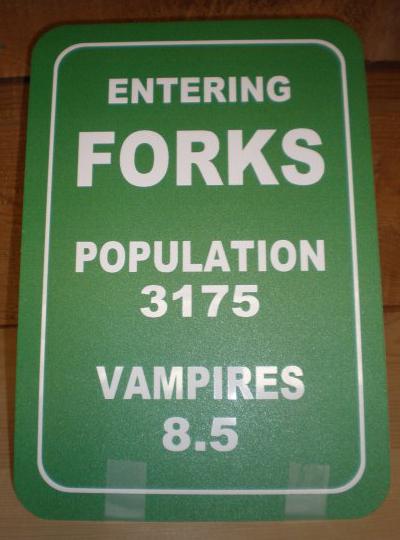 ENTERING
FORKS
POPULATION
3175
VAMPIRES
8.5